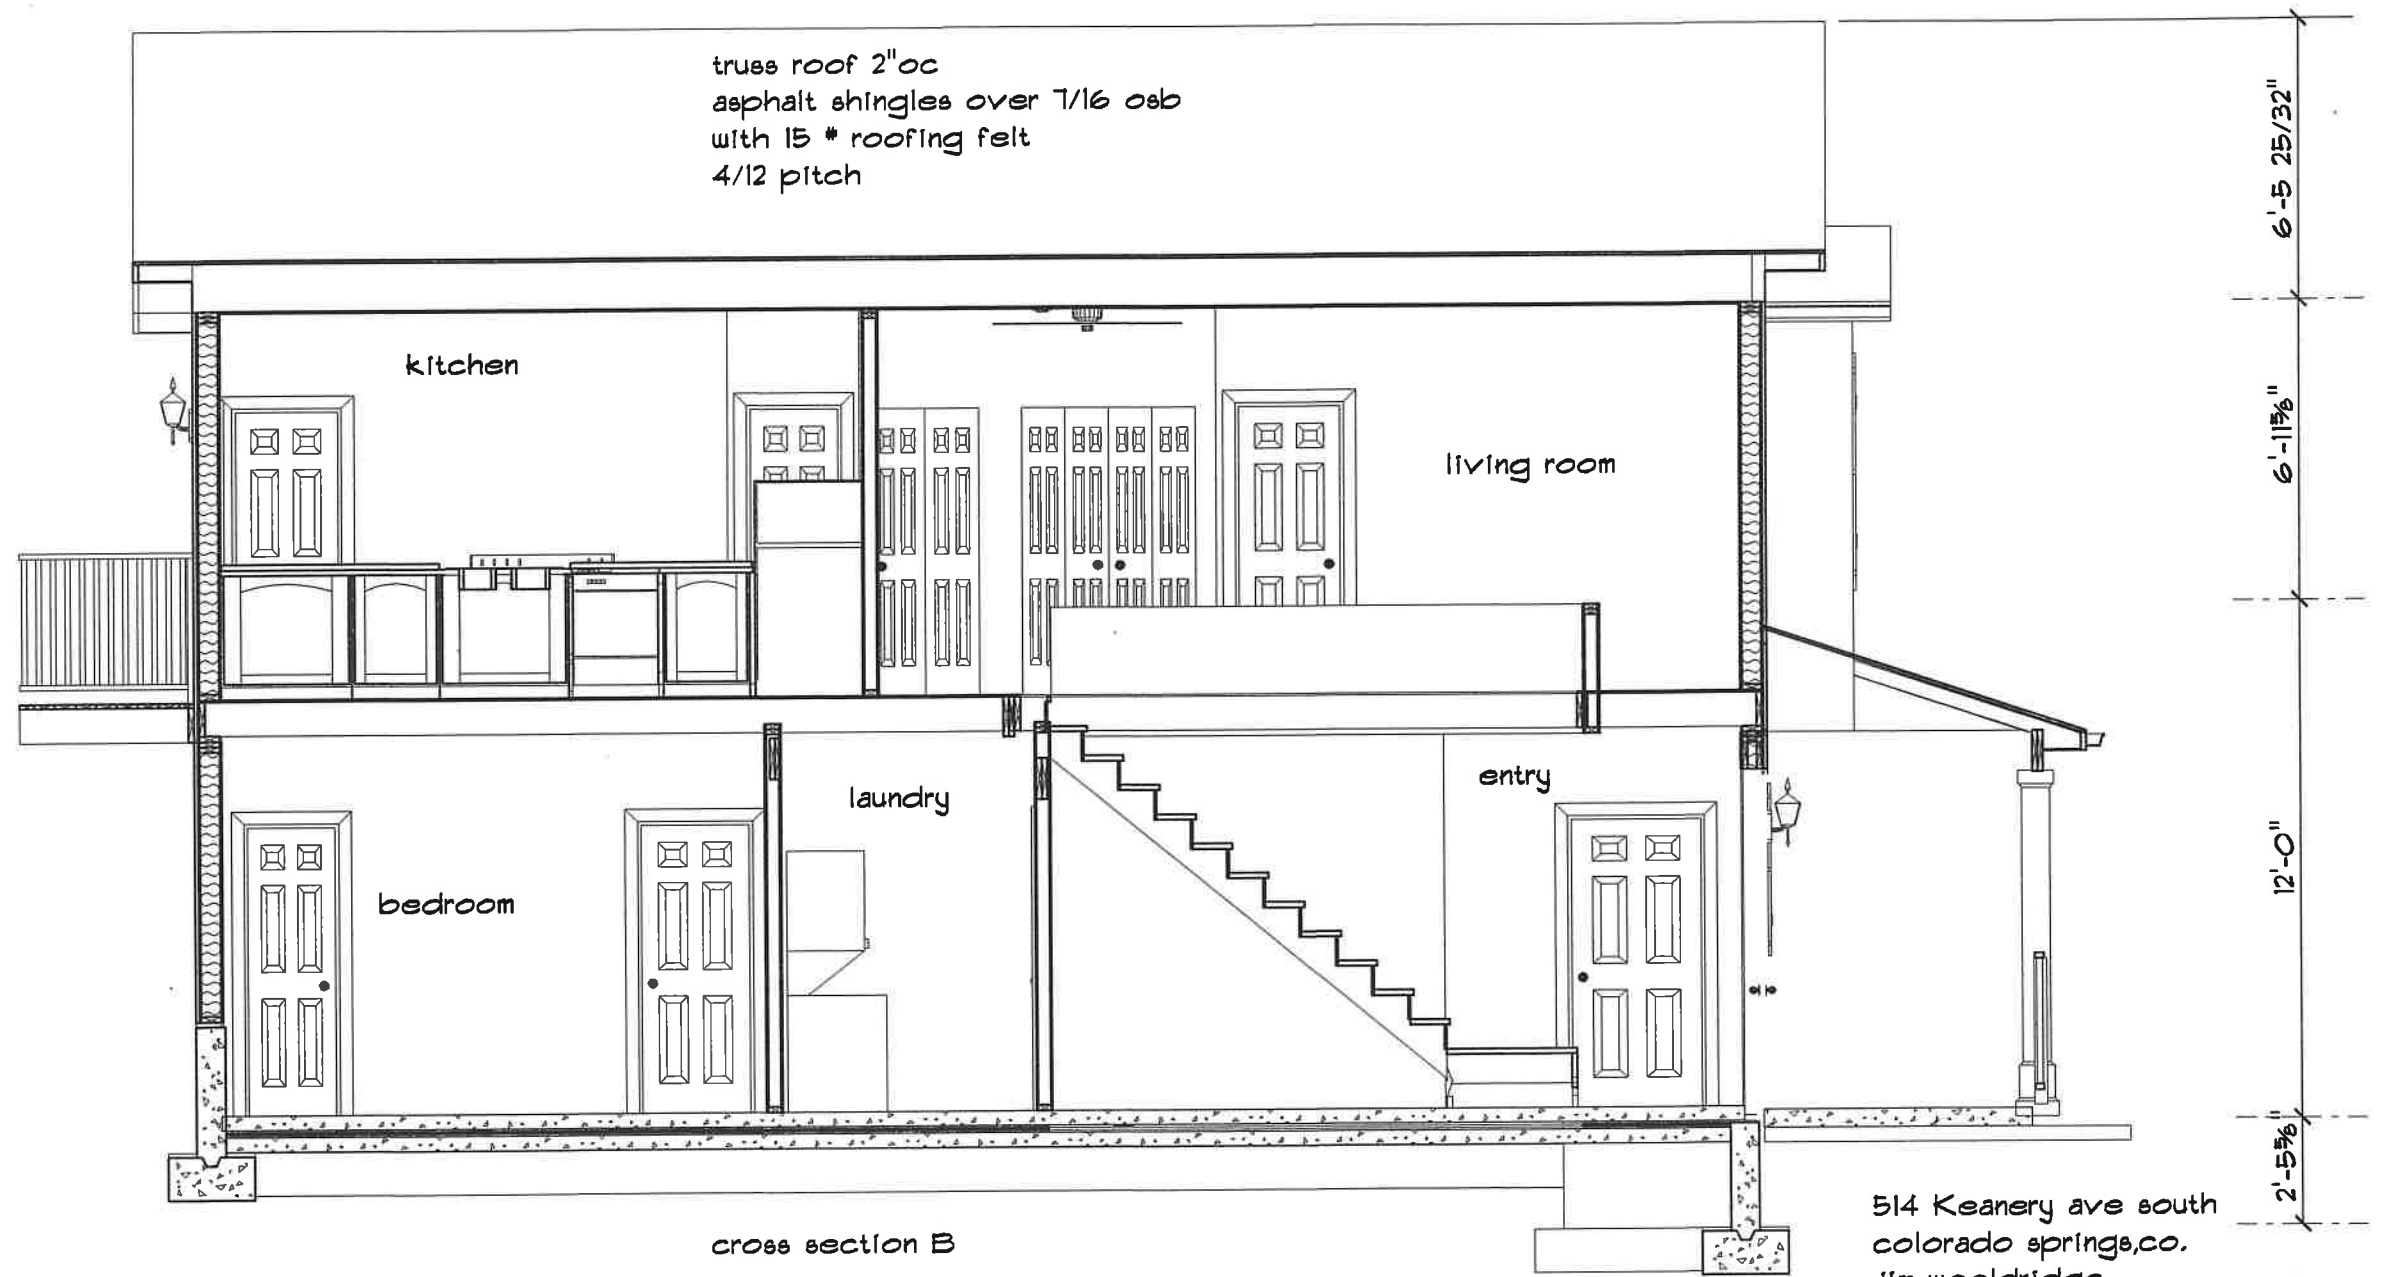 truss roof 2"oc
asphalt shingles over 7/16 osb
with 15 # roofing felt
4/12 pitch
6'-5 25/32"
kitchen
6'-11⅝"
living room
entry
laundry
12'-0"
bedroom
2'-5⅝"
514 Keanery ave south
cross section B
colorado springs,co.